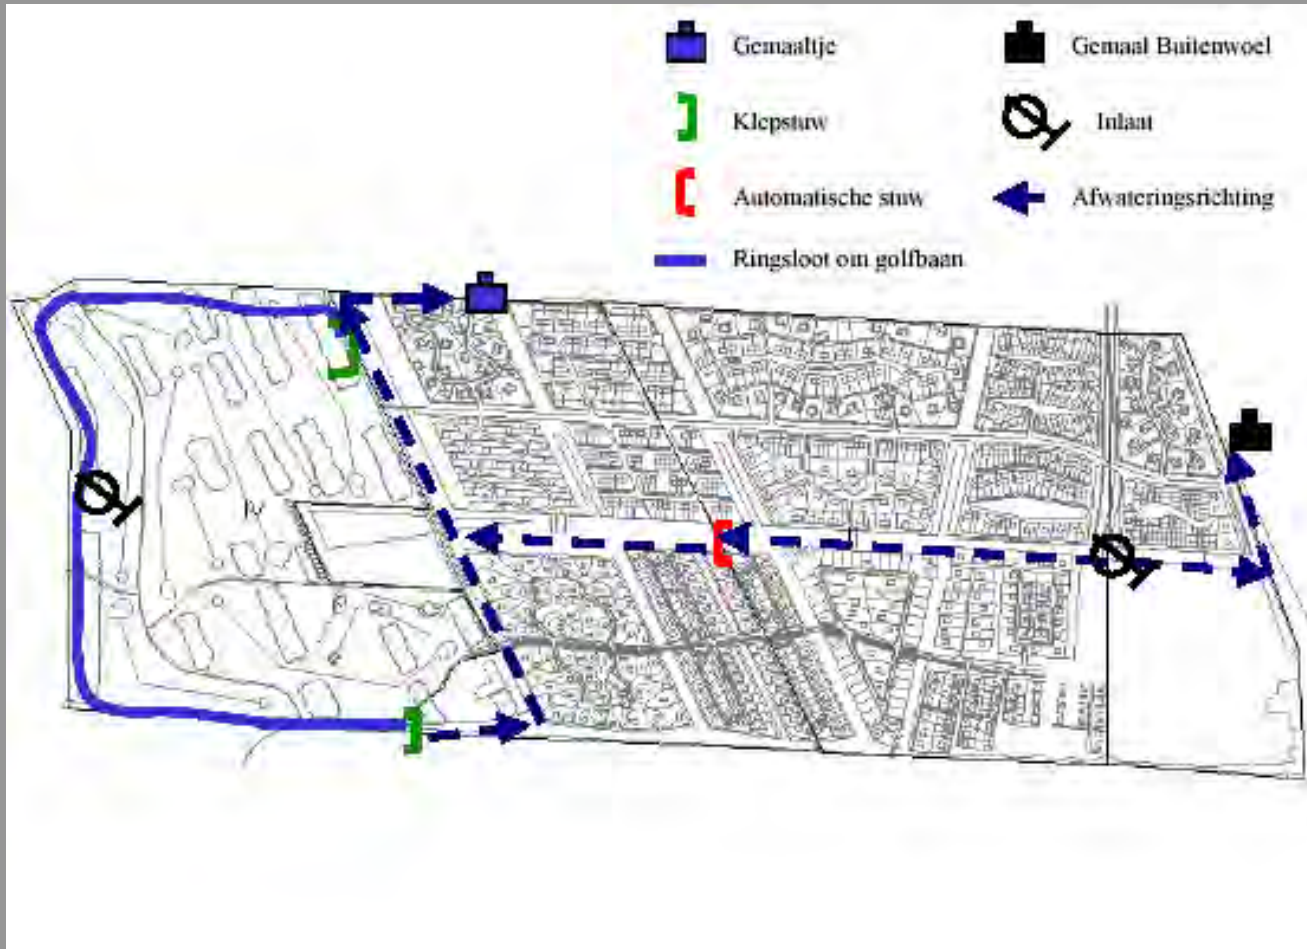 Gemaaltje
Gemaal Buitenwoel
Klepstuw
Inlaat
Automatische stuw
Afwateringsrichting
Ringsloot om golfbaan